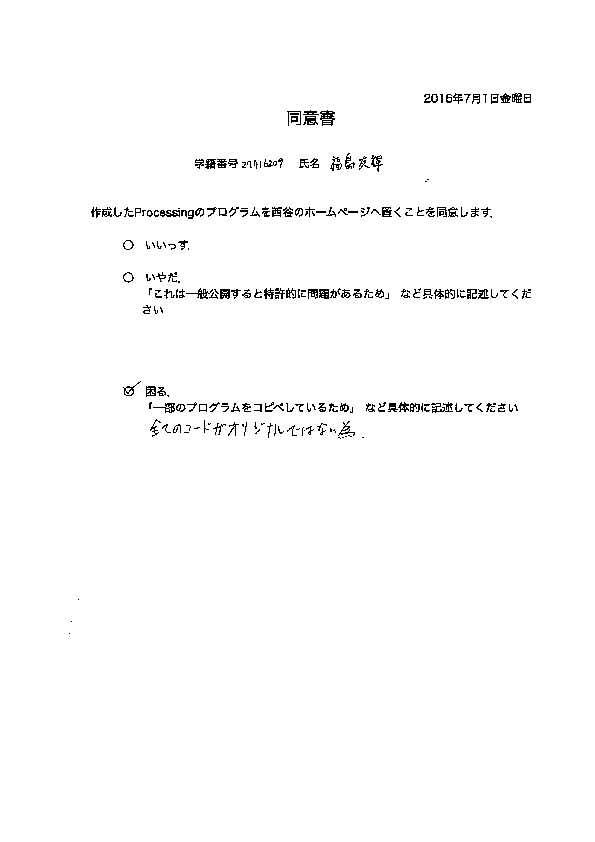 2016年7月1日金曜日
同意書
学籍番号 27416209 氏名 福島
作成したProcessingのプログラムを西谷のホームページへ置くことを同意します。
いいっす。
いやだ。
「これは一般公開すると特許的に問題があるため」 など具体的に記述してくだ
さい
困る。
「一部のプログラムをコピペしているため」 など具体的に記述してください
全てのコードがオリジナルではない為.